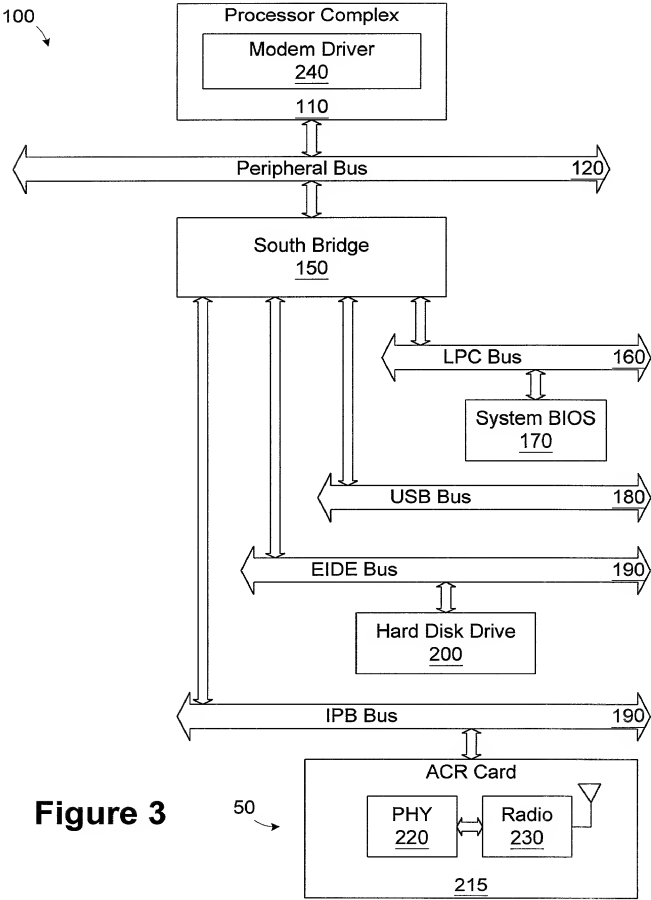 100
Processor Complex
Modem Driver
240
110
Peripheral Bus 120
South Bridge
150
LPC Bus 160
System BIOS
170
USB Bus 180
EIDE Bus 190
Hard Disk Drive
200
IPB Bus 190
ACR Card
Figure 3
50
PHY
220
Radio
230
215